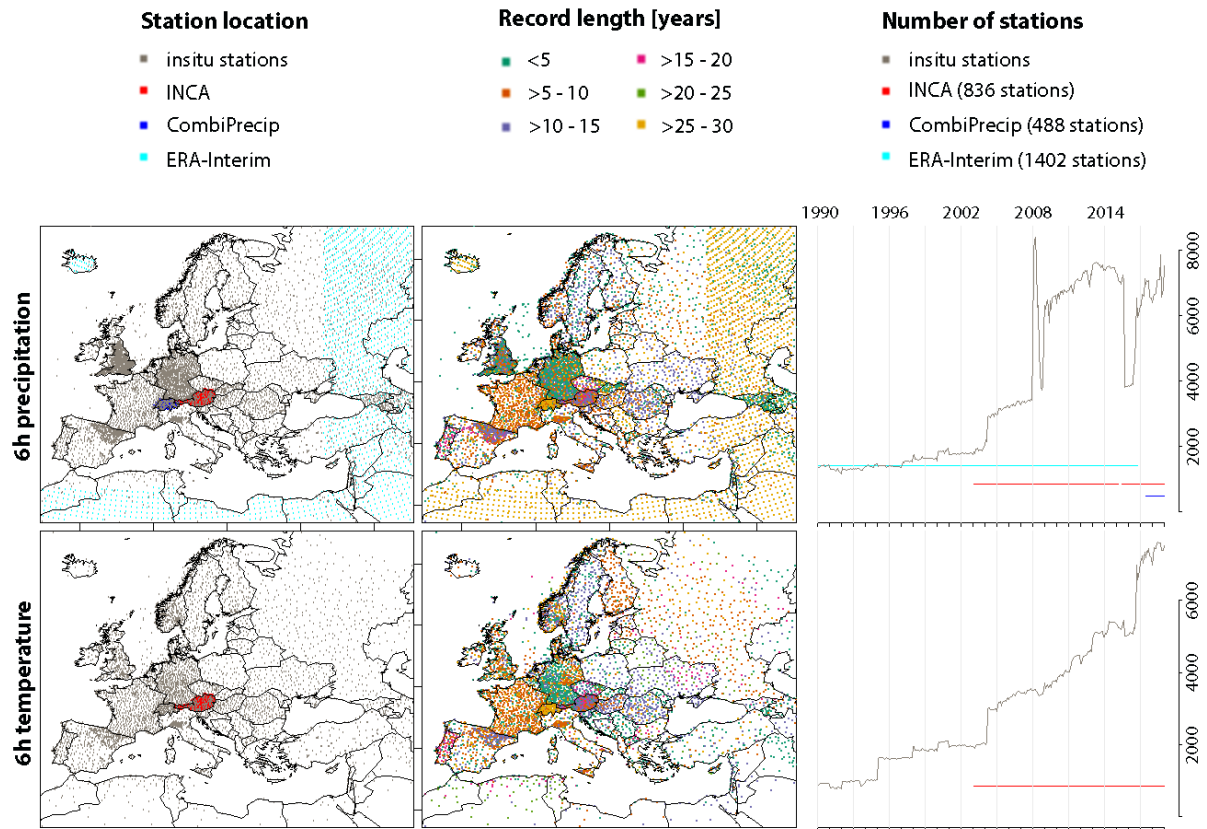 Station location
insitu stations
INCA
CombiPrecip
ERA-Interim
Record length [years]
<5
>5 - 10
>10 - 15
>15 - 20
>20 - 25
>25 - 30
Number of stations
insitu stations
INCA (836 stations)
CombiPrecip (488 stations)
ERA-Interim (1402 stations)
1990 1996 2002 2008 2014
6h precipitation
8000
6000
4000
2000
6h temperature
6000
4000
2000